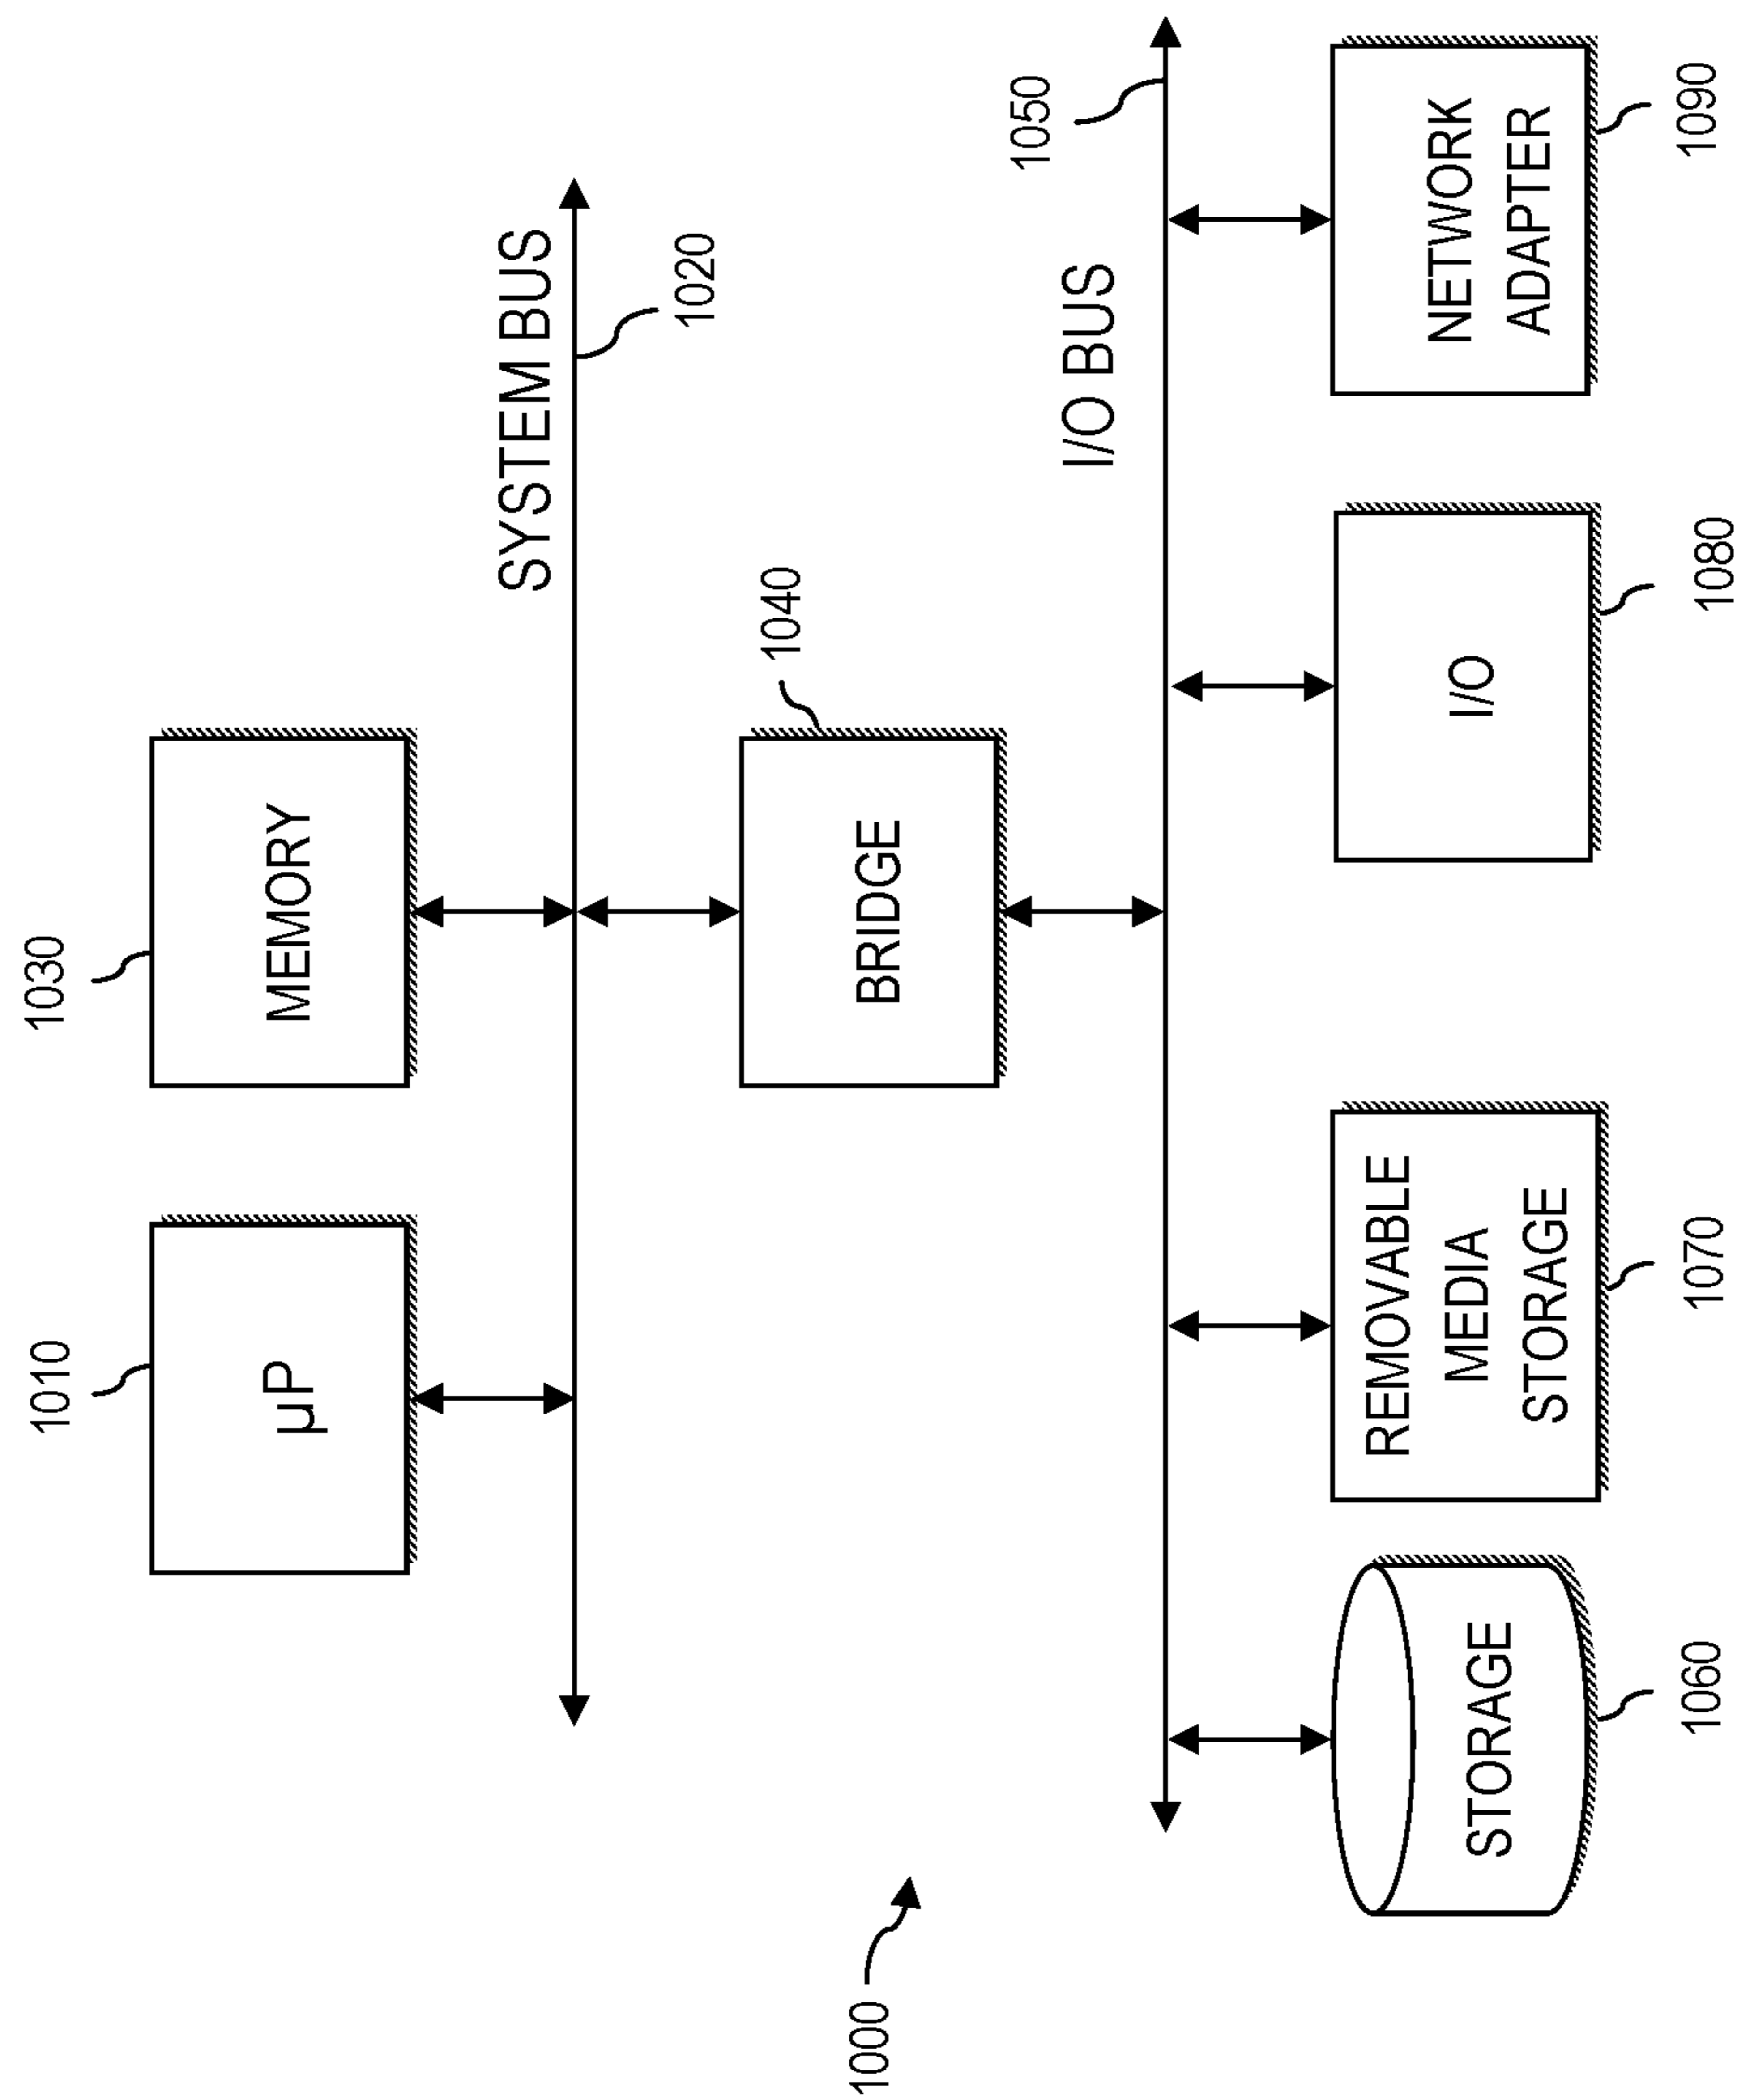 1010
1030
µP
MEMORY
SYSTEM BUS
1020
1040
BRIDGE
1000
I/O BUS
1050
STORAGE
REMOVABLE
MEDIA
STORAGE
I/O
NETWORK
ADAPTER
1060
1070
1080
1090